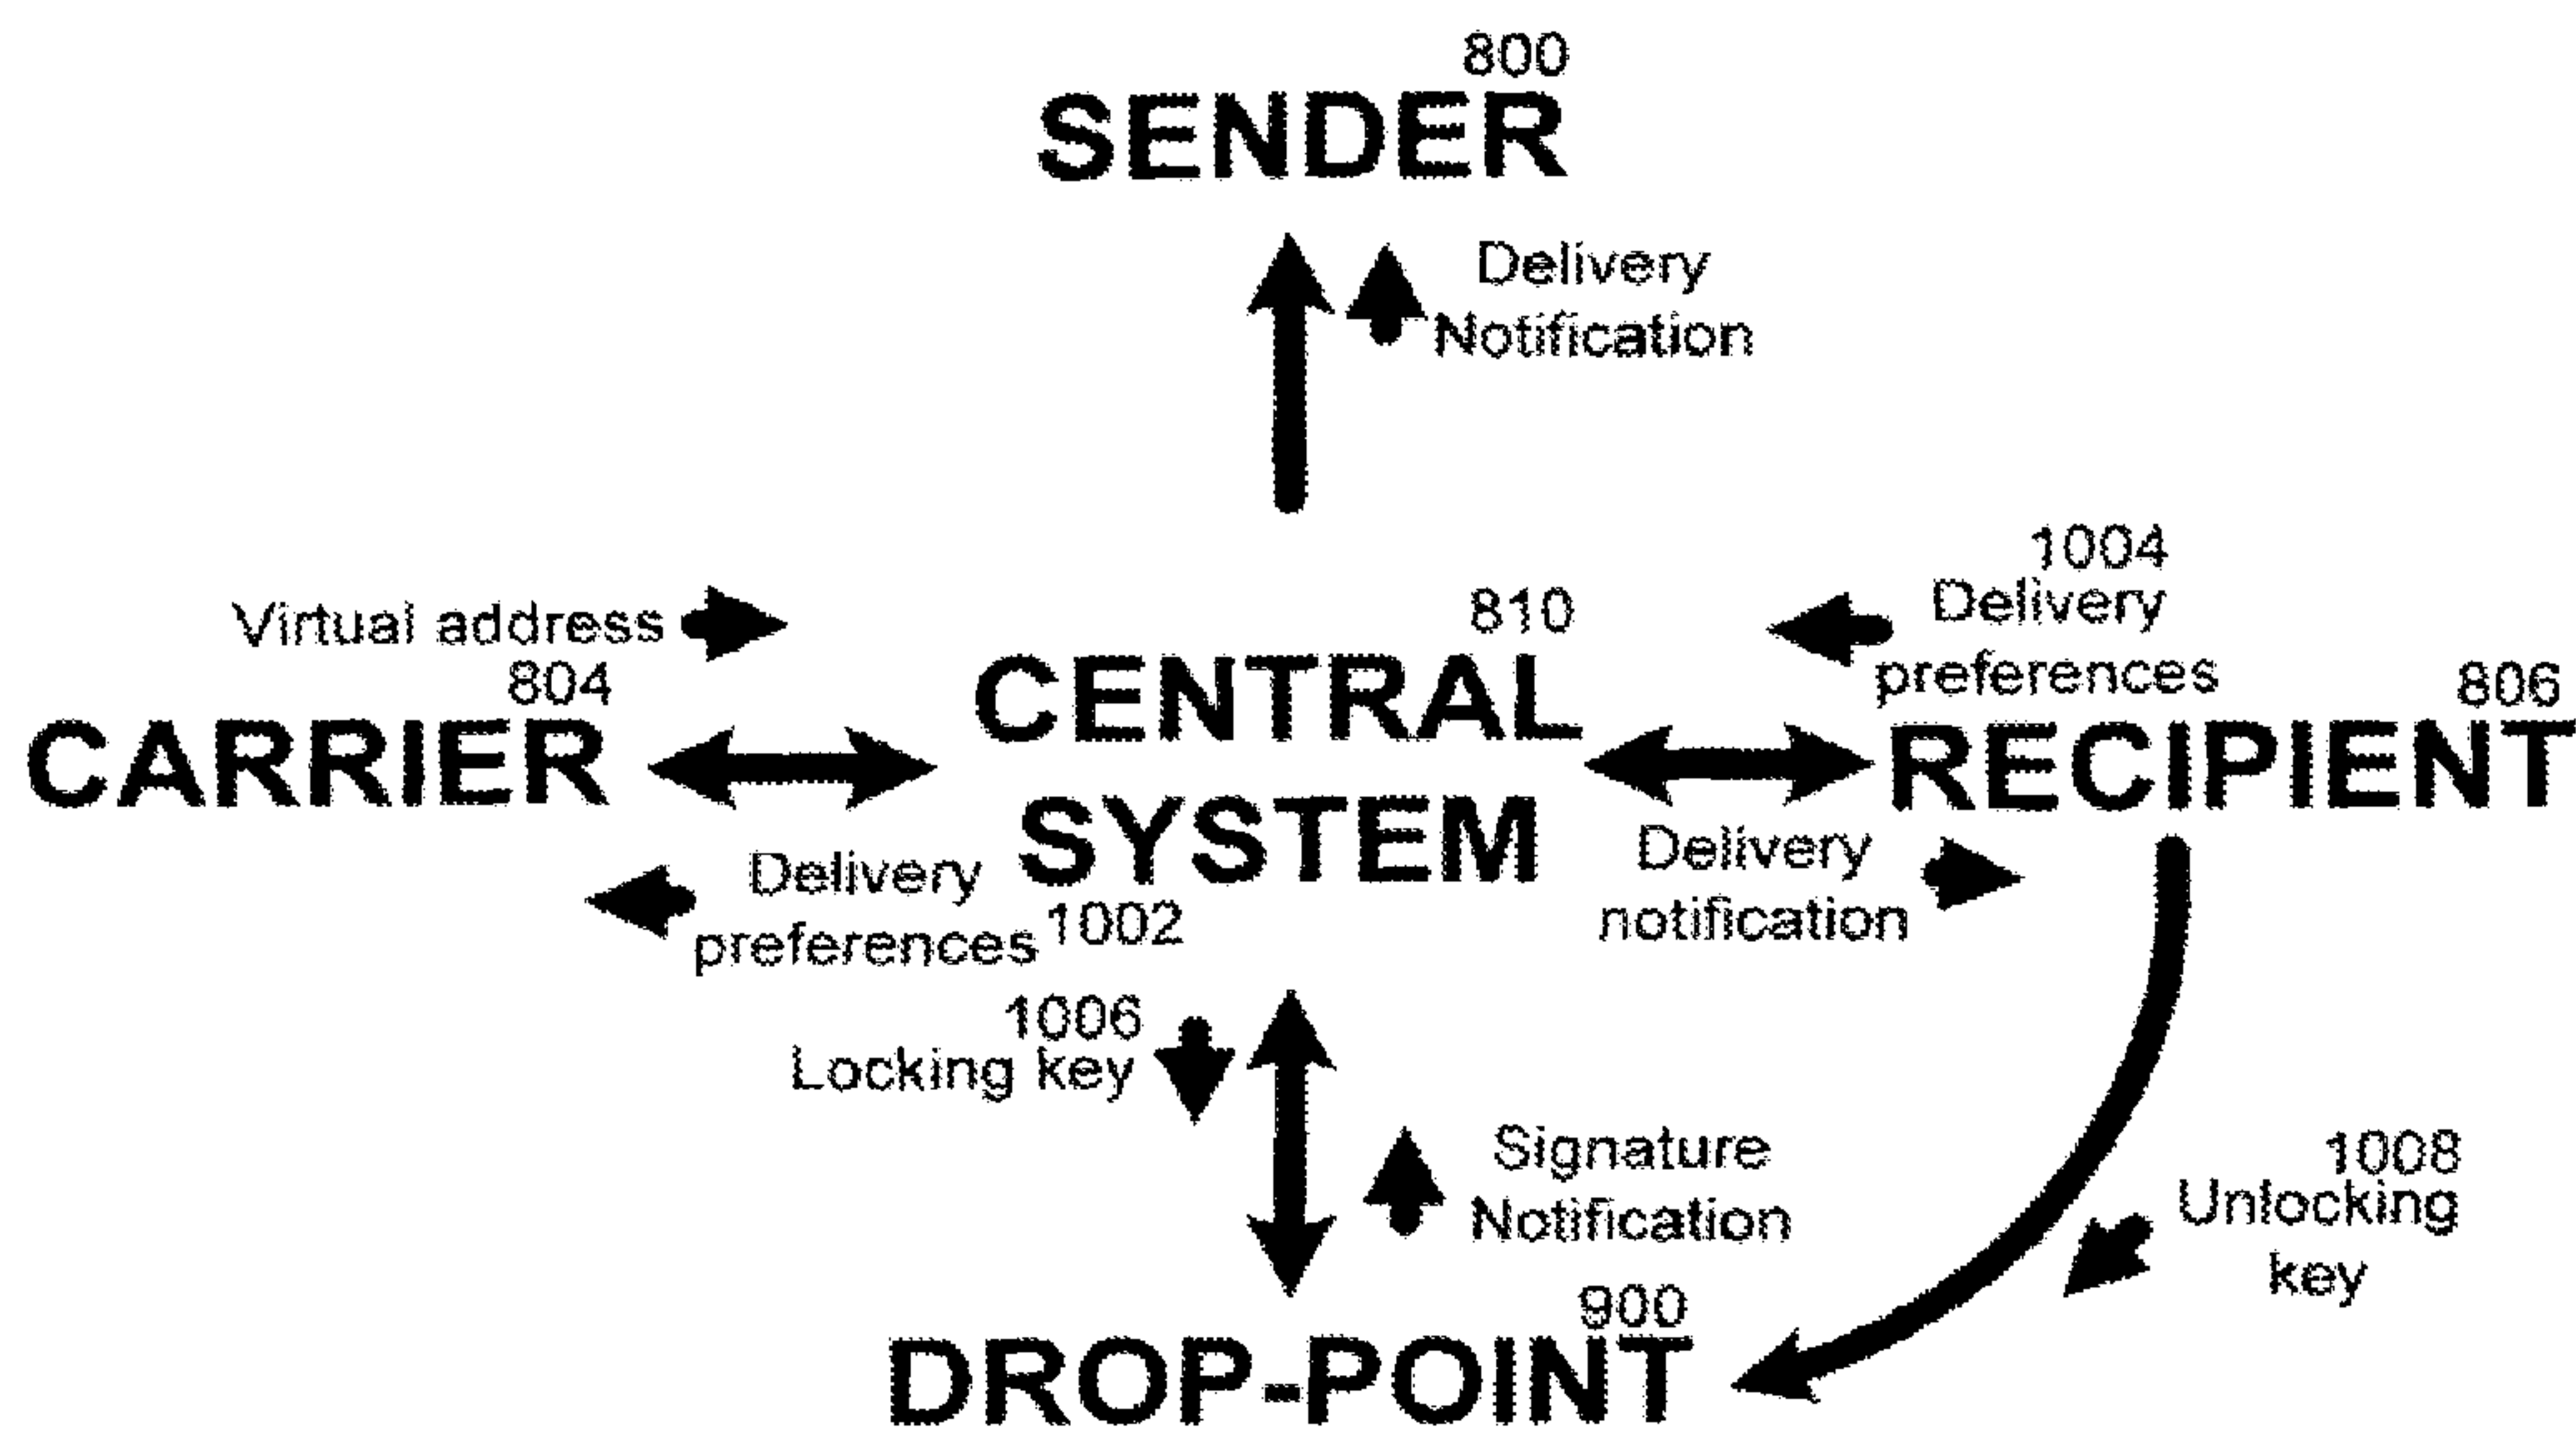 800
SENDER
Delivery
Notification
1004
Delivery
preferences
Virtual address
804
CARRIER
810
CENTRAL
SYSTEM
806
RECIPIENT
Delivery
preferences 1002
Delivery
notification
1006
Locking key
Signature
Notification
1008
Unlocking
key
900
DROP-POINT